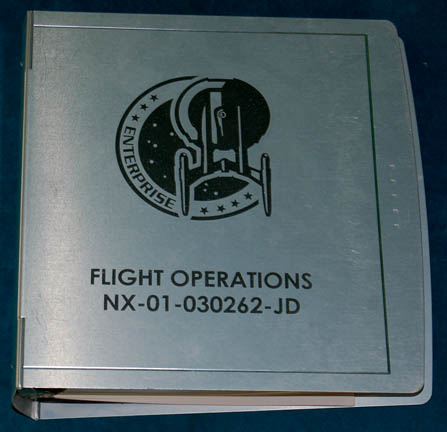 ENTERPRISE
FLIGHT OPERATIONS
NX-01-030262-JD